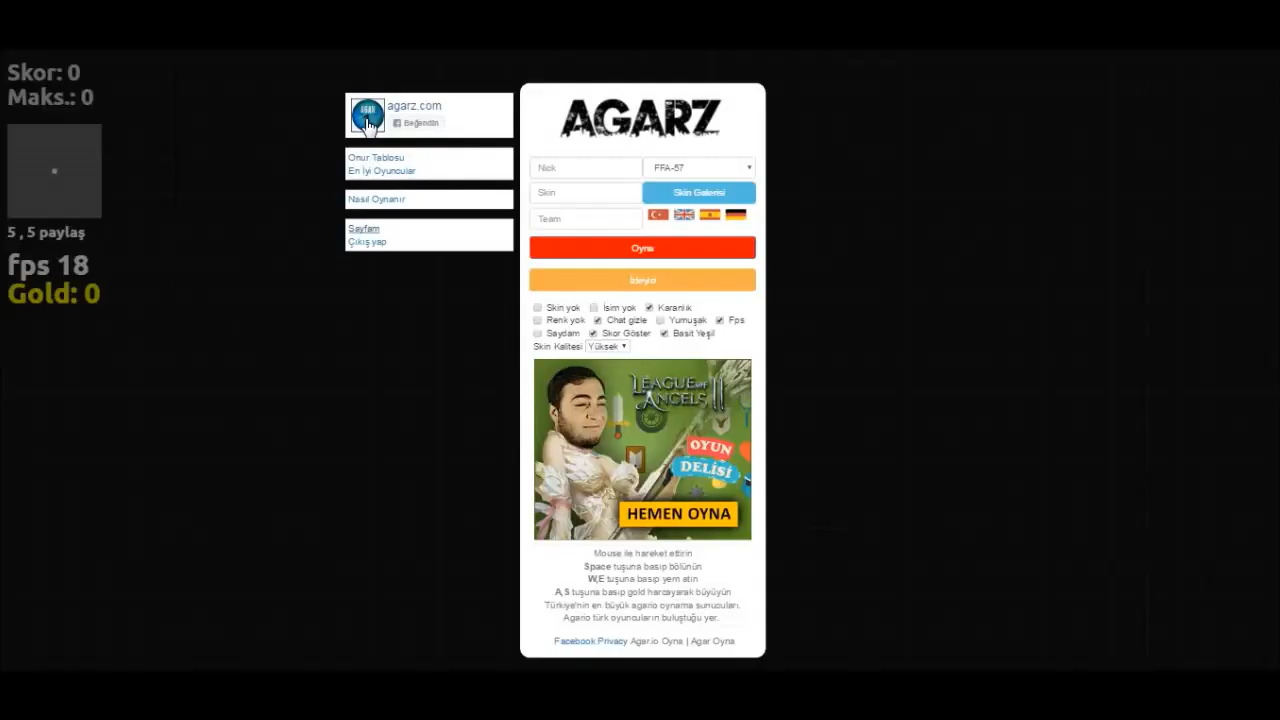 Skor: 0
Maks.: 0
5 , 5 paylaş
fps 18
Gold: 0
agarz.com
Beğendin
Onur Tablosu
En İyi Oyuncular
Nasıl Oynanır
Sayfam
Çıkış yap
AGARZ
Nick
FFA-57
Skin
Skin Galerisi
Team
Oyna
İzleyici
Skin yok İsim yok Karanlık
Renk yok Chat gizle Yumuşak Fps
Saydam Skor Göster Basit Yeşil
Skin Kalitesi Yüksek
LEAGUE OF
ANGELS II
OYUN
DELİSİ
HEMEN OYNA
Mouse ile hareket ettirin
Space tuşuna basıp bölünün
W,E tuşuna basıp yem atın
A,S tuşuna basıp gold harcayarak büyüyün
Türkiye'nin en büyük agario oynama sunucuları.
Agario türk oyuncuların buluştuğu yer.
Facebook Privacy Agar.io Oyna | Agar Oyna